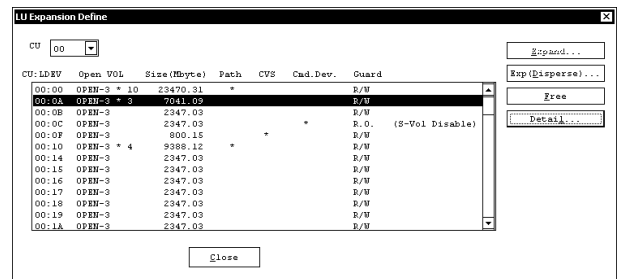 LU Expansion Define
CU 00
Expand...
CU:LDEV Open VOL Size(Mbyte) Path CVS Cmd.Dev. Guard
Exp(Disperse)...
00:00 OPEN-3 * 10 23470.31 * R/W
00:0A OPEN-3 * 3 7041.09 R/W
Free
00:0B OPEN-3 2347.03 R/W
00:0C OPEN-3 2347.03 * R.O. (S-Vol Disable)
Detail...
00:0F OPEN-3 800.15 * R/W
00:10 OPEN-3 * 4 9388.12 * R/W
00:14 OPEN-3 2347.03 R/W
00:15 OPEN-3 2347.03 R/W
00:16 OPEN-3 2347.03 R/W
00:17 OPEN-3 2347.03 R/W
00:18 OPEN-3 2347.03 R/W
00:19 OPEN-3 2347.03 R/W
00:1A OPEN-3 2347.03 R/W
Close